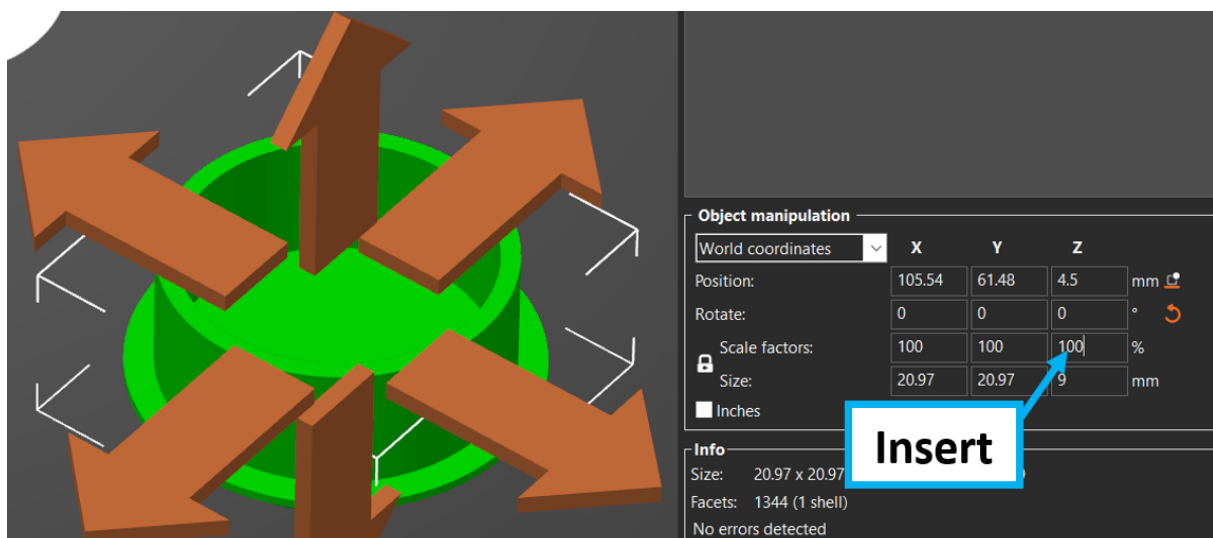 Object manipulation
World coordinates X Y Z
Position: 105.54 61.48 4.5 mm
Rotate: 0 0 0 °
Scale factors: 100 100 100 %
Size: 20.97 20.97 9 mm
Inches
Insert
Info
Size: 20.97 x 20.97
Facets: 1344 (1 shell)
No errors detected